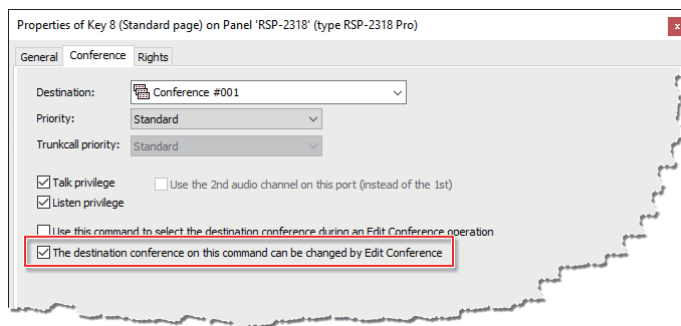 Properties of Key 8 (Standard page) on Panel 'RSP-2318' (type RSP-2318 Pro)
x
General Conference Rights
Destination: Conference #001
Priority: Standard
Trunkcall priority: Standard
Talk privilege Use the 2nd audio channel on this port (instead of the 1st)
Listen privilege
Use this command to select the destination conference during an Edit Conference operation
The destination conference on this command can be changed by Edit Conference